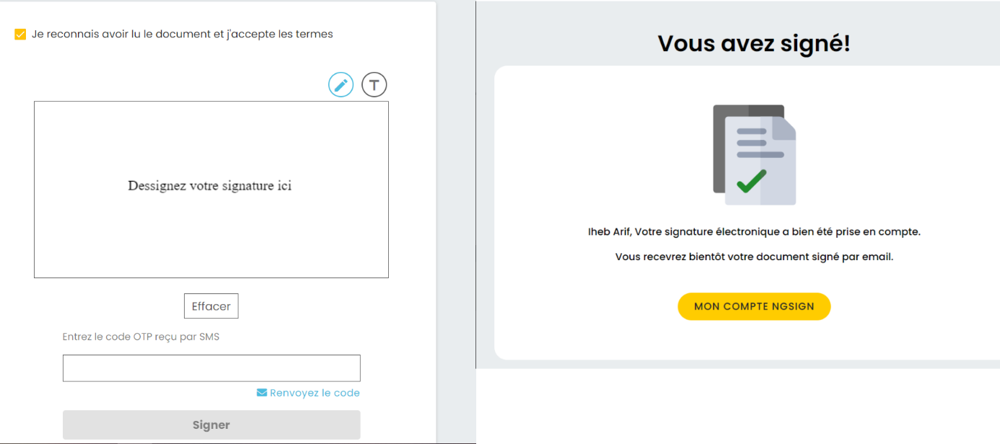 Je reconnais avoir lu le document et j'accepte les termes
T
Dessignez votre signature ici
Effacer
Entrez le code OTP reçu par SMS
Renvoyez le code
Signer
Vous avez signé!
Iheb Arif, Votre signature électronique a bien été prise en compte.
Vous recevrez bientôt votre document signé par email.
MON COMPTE NGSIGN